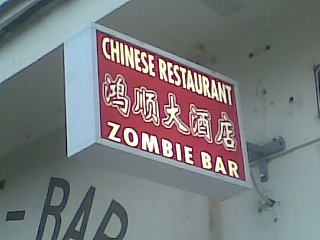 CHINESE RESTAURANT
鸿顺大酒店
ZOMBIE BAR
- BAR